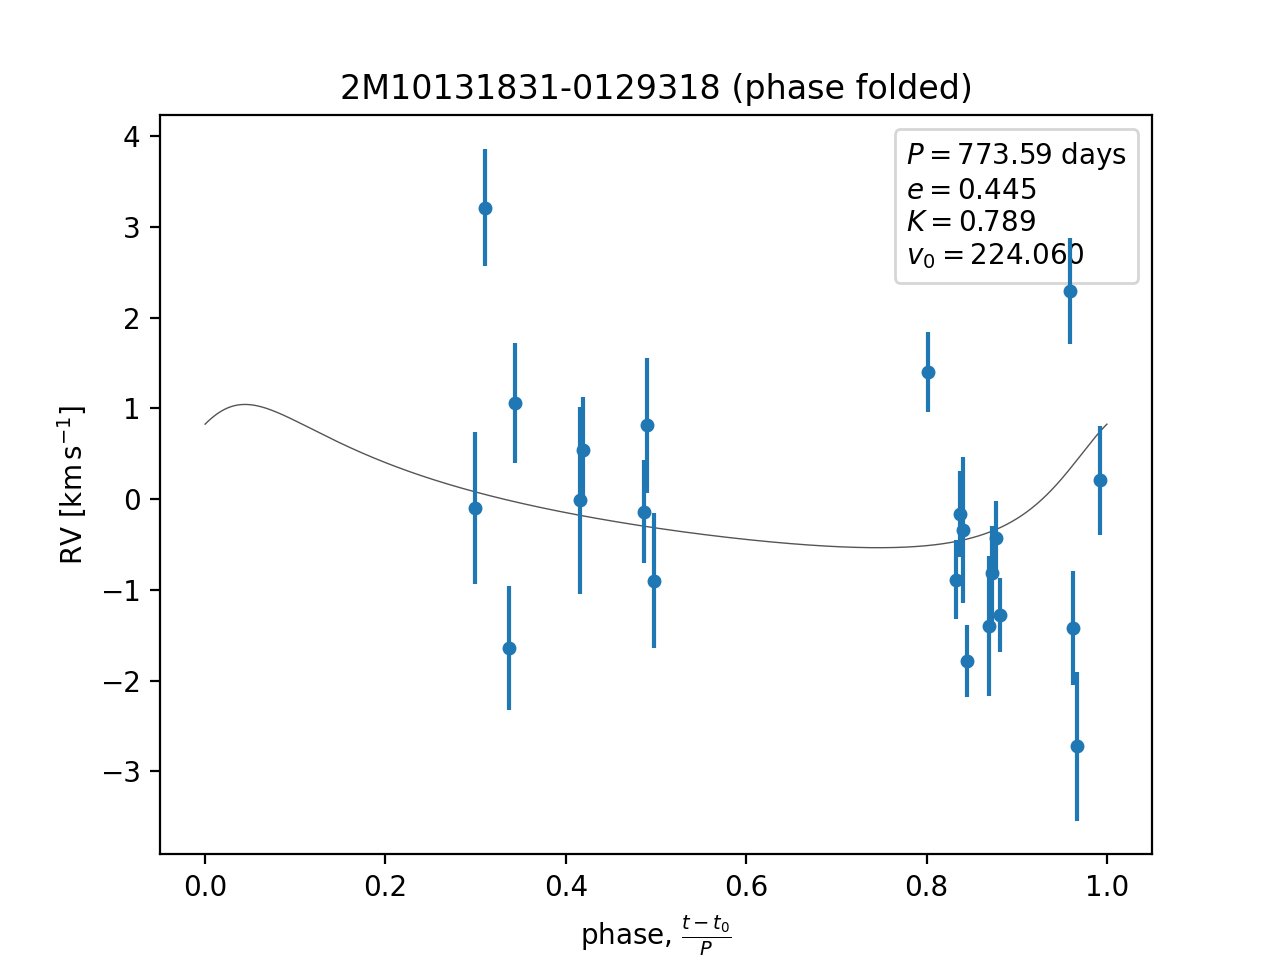 2M10131831-0129318 (phase folded)
P = 773.59 days
e = 0.445
K = 0.789
v₀ = 224.060
4
3
2
1
0
−1
−2
−3
RV [km s⁻¹]
0.0 0.2 0.4 0.6 0.8 1.0
phase, (t − t₀)/P